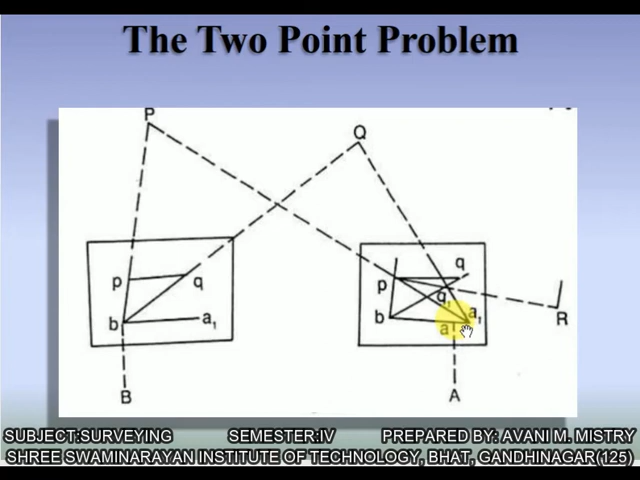 The Two Point Problem
P
Q
p
q
b
a1
B
q
p
q1
b
a1
a
R
A
SUBJECT:SURVEYING SEMESTER:IV PREPARED BY: AVANI M. MISTRY
SHREE SWAMINARAYAN INSTITUTE OF TECHNOLOGY, BHAT, GANDHINAGAR(125)